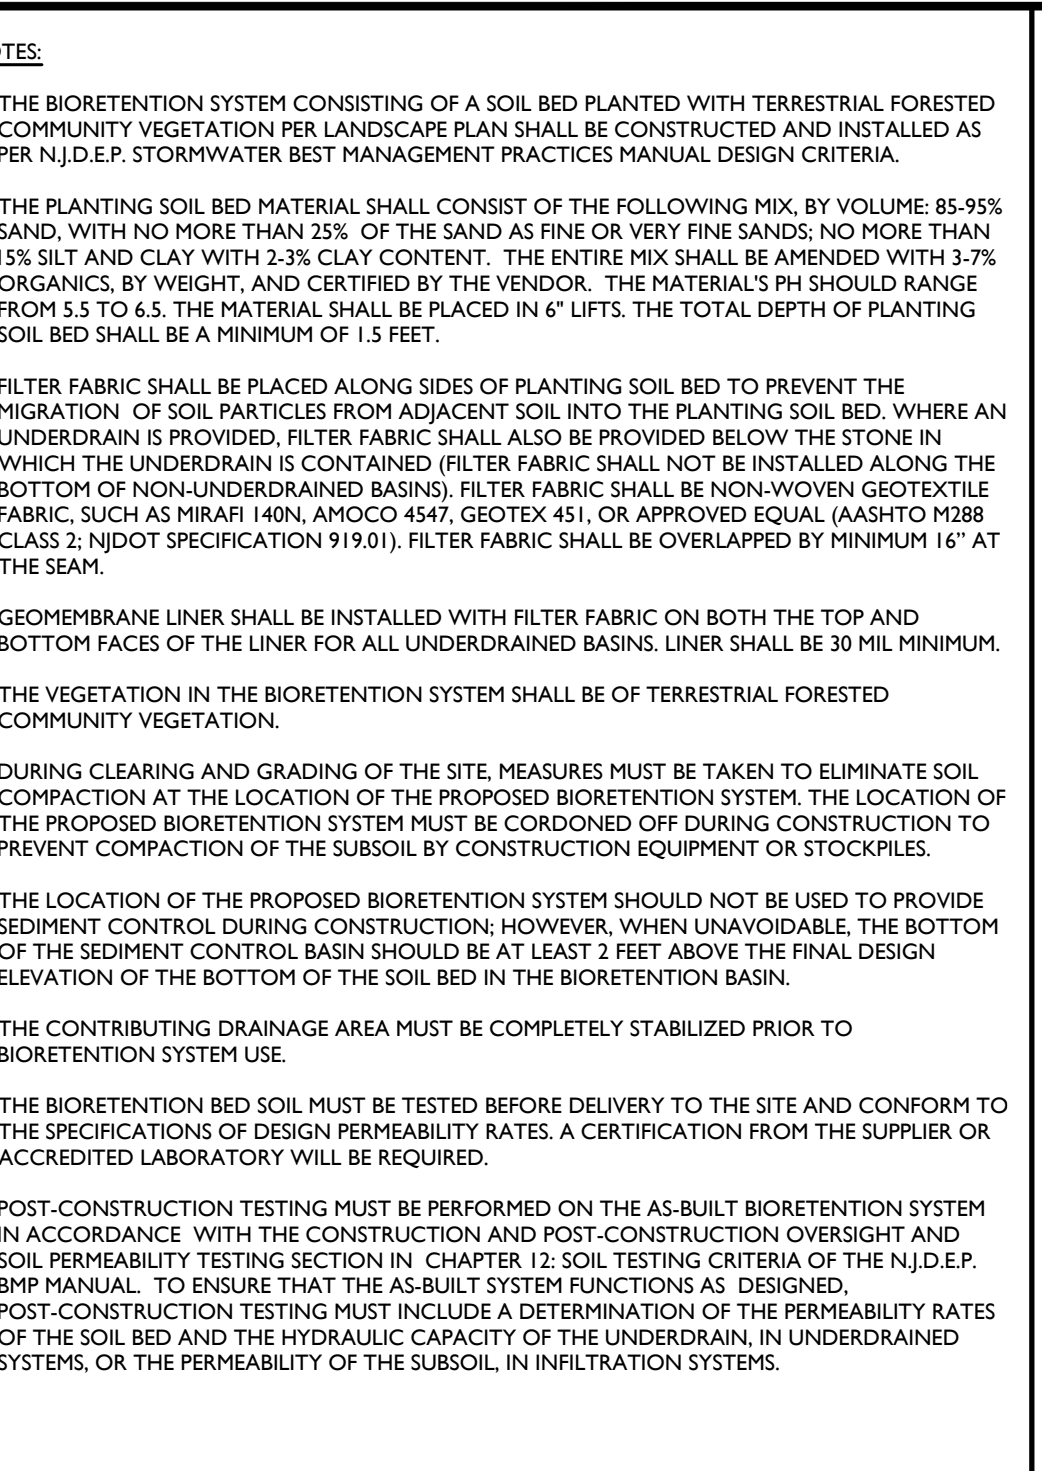 OTES:
THE BIORETENTION SYSTEM CONSISTING OF A SOIL BED PLANTED WITH TERRESTRIAL FORESTED
COMMUNITY VEGETATION PER LANDSCAPE PLAN SHALL BE CONSTRUCTED AND INSTALLED AS
PER N.J.D.E.P. STORMWATER BEST MANAGEMENT PRACTICES MANUAL DESIGN CRITERIA.
THE PLANTING SOIL BED MATERIAL SHALL CONSIST OF THE FOLLOWING MIX, BY VOLUME: 85-95%
SAND, WITH NO MORE THAN 25% OF THE SAND AS FINE OR VERY FINE SANDS; NO MORE THAN
15% SILT AND CLAY WITH 2-3% CLAY CONTENT. THE ENTIRE MIX SHALL BE AMENDED WITH 3-7%
ORGANICS, BY WEIGHT, AND CERTIFIED BY THE VENDOR. THE MATERIAL'S PH SHOULD RANGE
FROM 5.5 TO 6.5. THE MATERIAL SHALL BE PLACED IN 6" LIFTS. THE TOTAL DEPTH OF PLANTING
SOIL BED SHALL BE A MINIMUM OF 1.5 FEET.
FILTER FABRIC SHALL BE PLACED ALONG SIDES OF PLANTING SOIL BED TO PREVENT THE
MIGRATION OF SOIL PARTICLES FROM ADJACENT SOIL INTO THE PLANTING SOIL BED. WHERE AN
UNDERDRAIN IS PROVIDED, FILTER FABRIC SHALL ALSO BE PROVIDED BELOW THE STONE IN
WHICH THE UNDERDRAIN IS CONTAINED (FILTER FABRIC SHALL NOT BE INSTALLED ALONG THE
BOTTOM OF NON-UNDERDRAINED BASINS). FILTER FABRIC SHALL BE NON-WOVEN GEOTEXTILE
FABRIC, SUCH AS MIRAFI 140N, AMOCO 4547, GEOTEX 451, OR APPROVED EQUAL (AASHTO M288
CLASS 2; NJDOT SPECIFICATION 919.01). FILTER FABRIC SHALL BE OVERLAPPED BY MINIMUM 16” AT
THE SEAM.
GEOMEMBRANE LINER SHALL BE INSTALLED WITH FILTER FABRIC ON BOTH THE TOP AND
BOTTOM FACES OF THE LINER FOR ALL UNDERDRAINED BASINS. LINER SHALL BE 30 MIL MINIMUM.
THE VEGETATION IN THE BIORETENTION SYSTEM SHALL BE OF TERRESTRIAL FORESTED
COMMUNITY VEGETATION.
DURING CLEARING AND GRADING OF THE SITE, MEASURES MUST BE TAKEN TO ELIMINATE SOIL
COMPACTION AT THE LOCATION OF THE PROPOSED BIORETENTION SYSTEM. THE LOCATION OF
THE PROPOSED BIORETENTION SYSTEM MUST BE CORDONED OFF DURING CONSTRUCTION TO
PREVENT COMPACTION OF THE SUBSOIL BY CONSTRUCTION EQUIPMENT OR STOCKPILES.
THE LOCATION OF THE PROPOSED BIORETENTION SYSTEM SHOULD NOT BE USED TO PROVIDE
SEDIMENT CONTROL DURING CONSTRUCTION; HOWEVER, WHEN UNAVOIDABLE, THE BOTTOM
OF THE SEDIMENT CONTROL BASIN SHOULD BE AT LEAST 2 FEET ABOVE THE FINAL DESIGN
ELEVATION OF THE BOTTOM OF THE SOIL BED IN THE BIORETENTION BASIN.
THE CONTRIBUTING DRAINAGE AREA MUST BE COMPLETELY STABILIZED PRIOR TO
BIORETENTION SYSTEM USE.
THE BIORETENTION BED SOIL MUST BE TESTED BEFORE DELIVERY TO THE SITE AND CONFORM TO
THE SPECIFICATIONS OF DESIGN PERMEABILITY RATES. A CERTIFICATION FROM THE SUPPLIER OR
ACCREDITED LABORATORY WILL BE REQUIRED.
POST-CONSTRUCTION TESTING MUST BE PERFORMED ON THE AS-BUILT BIORETENTION SYSTEM
IN ACCORDANCE WITH THE CONSTRUCTION AND POST-CONSTRUCTION OVERSIGHT AND
SOIL PERMEABILITY TESTING SECTION IN CHAPTER 12: SOIL TESTING CRITERIA OF THE N.J.D.E.P.
BMP MANUAL. TO ENSURE THAT THE AS-BUILT SYSTEM FUNCTIONS AS DESIGNED,
POST-CONSTRUCTION TESTING MUST INCLUDE A DETERMINATION OF THE PERMEABILITY RATES
OF THE SOIL BED AND THE HYDRAULIC CAPACITY OF THE UNDERDRAIN, IN UNDERDRAINED
SYSTEMS, OR THE PERMEABILITY OF THE SUBSOIL, IN INFILTRATION SYSTEMS.